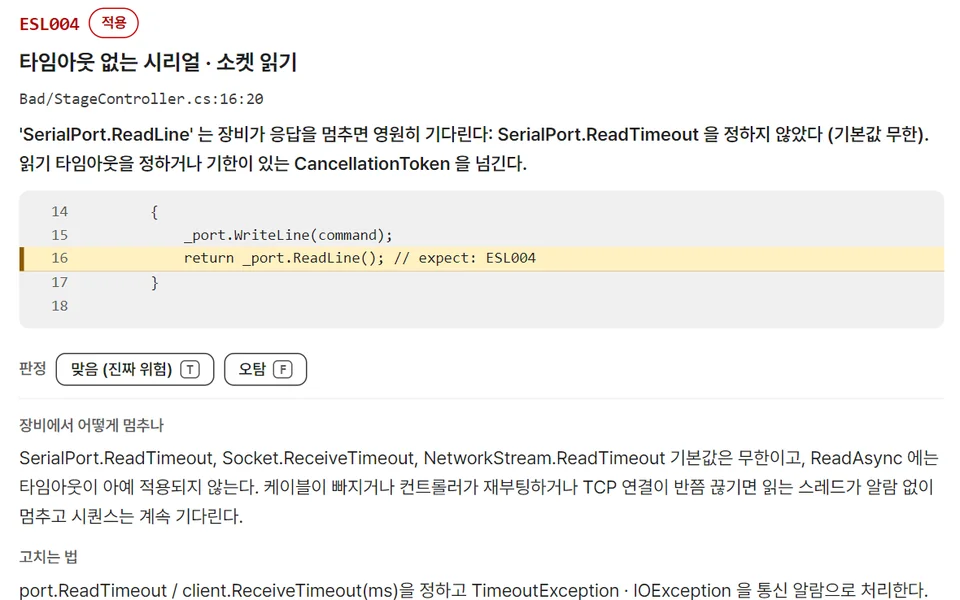 ESL004 적용
타임아웃 없는 시리얼 · 소켓 읽기
Bad/StageController.cs:16:20
'SerialPort.ReadLine' 는 장비가 응답을 멈추면 영원히 기다린다: SerialPort.ReadTimeout 을 정하지 않았다 (기본값 무한).
읽기 타임아웃을 정하거나 기한이 있는 CancellationToken 을 넘긴다.
14 {
15 _port.WriteLine(command);
16 return _port.ReadLine(); // expect: ESL004
17 }
18
판정 맞음 (진짜 위험) T 오탐 F
장비에서 어떻게 멈추나
SerialPort.ReadTimeout, Socket.ReceiveTimeout, NetworkStream.ReadTimeout 기본값은 무한이고, ReadAsync 에는
타임아웃이 아예 적용되지 않는다. 케이블이 빠지거나 컨트롤러가 재부팅하거나 TCP 연결이 반쯤 끊기면 읽는 스레드가 알람 없이
멈추고 시퀀스는 계속 기다린다.
고치는 법
port.ReadTimeout / client.ReceiveTimeout(ms)을 정하고 TimeoutException · IOException 을 통신 알람으로 처리한다.